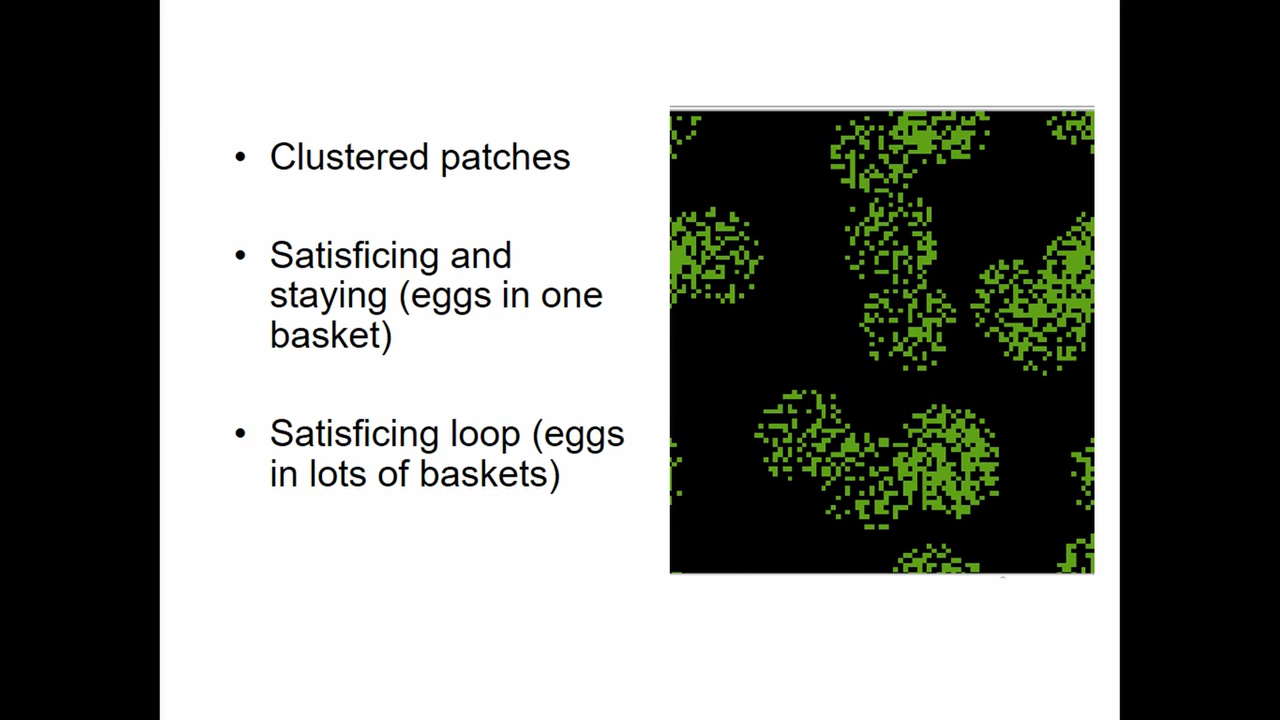 • Clustered patches
• Satisficing and
staying (eggs in one
basket)
• Satisficing loop (eggs
in lots of baskets)